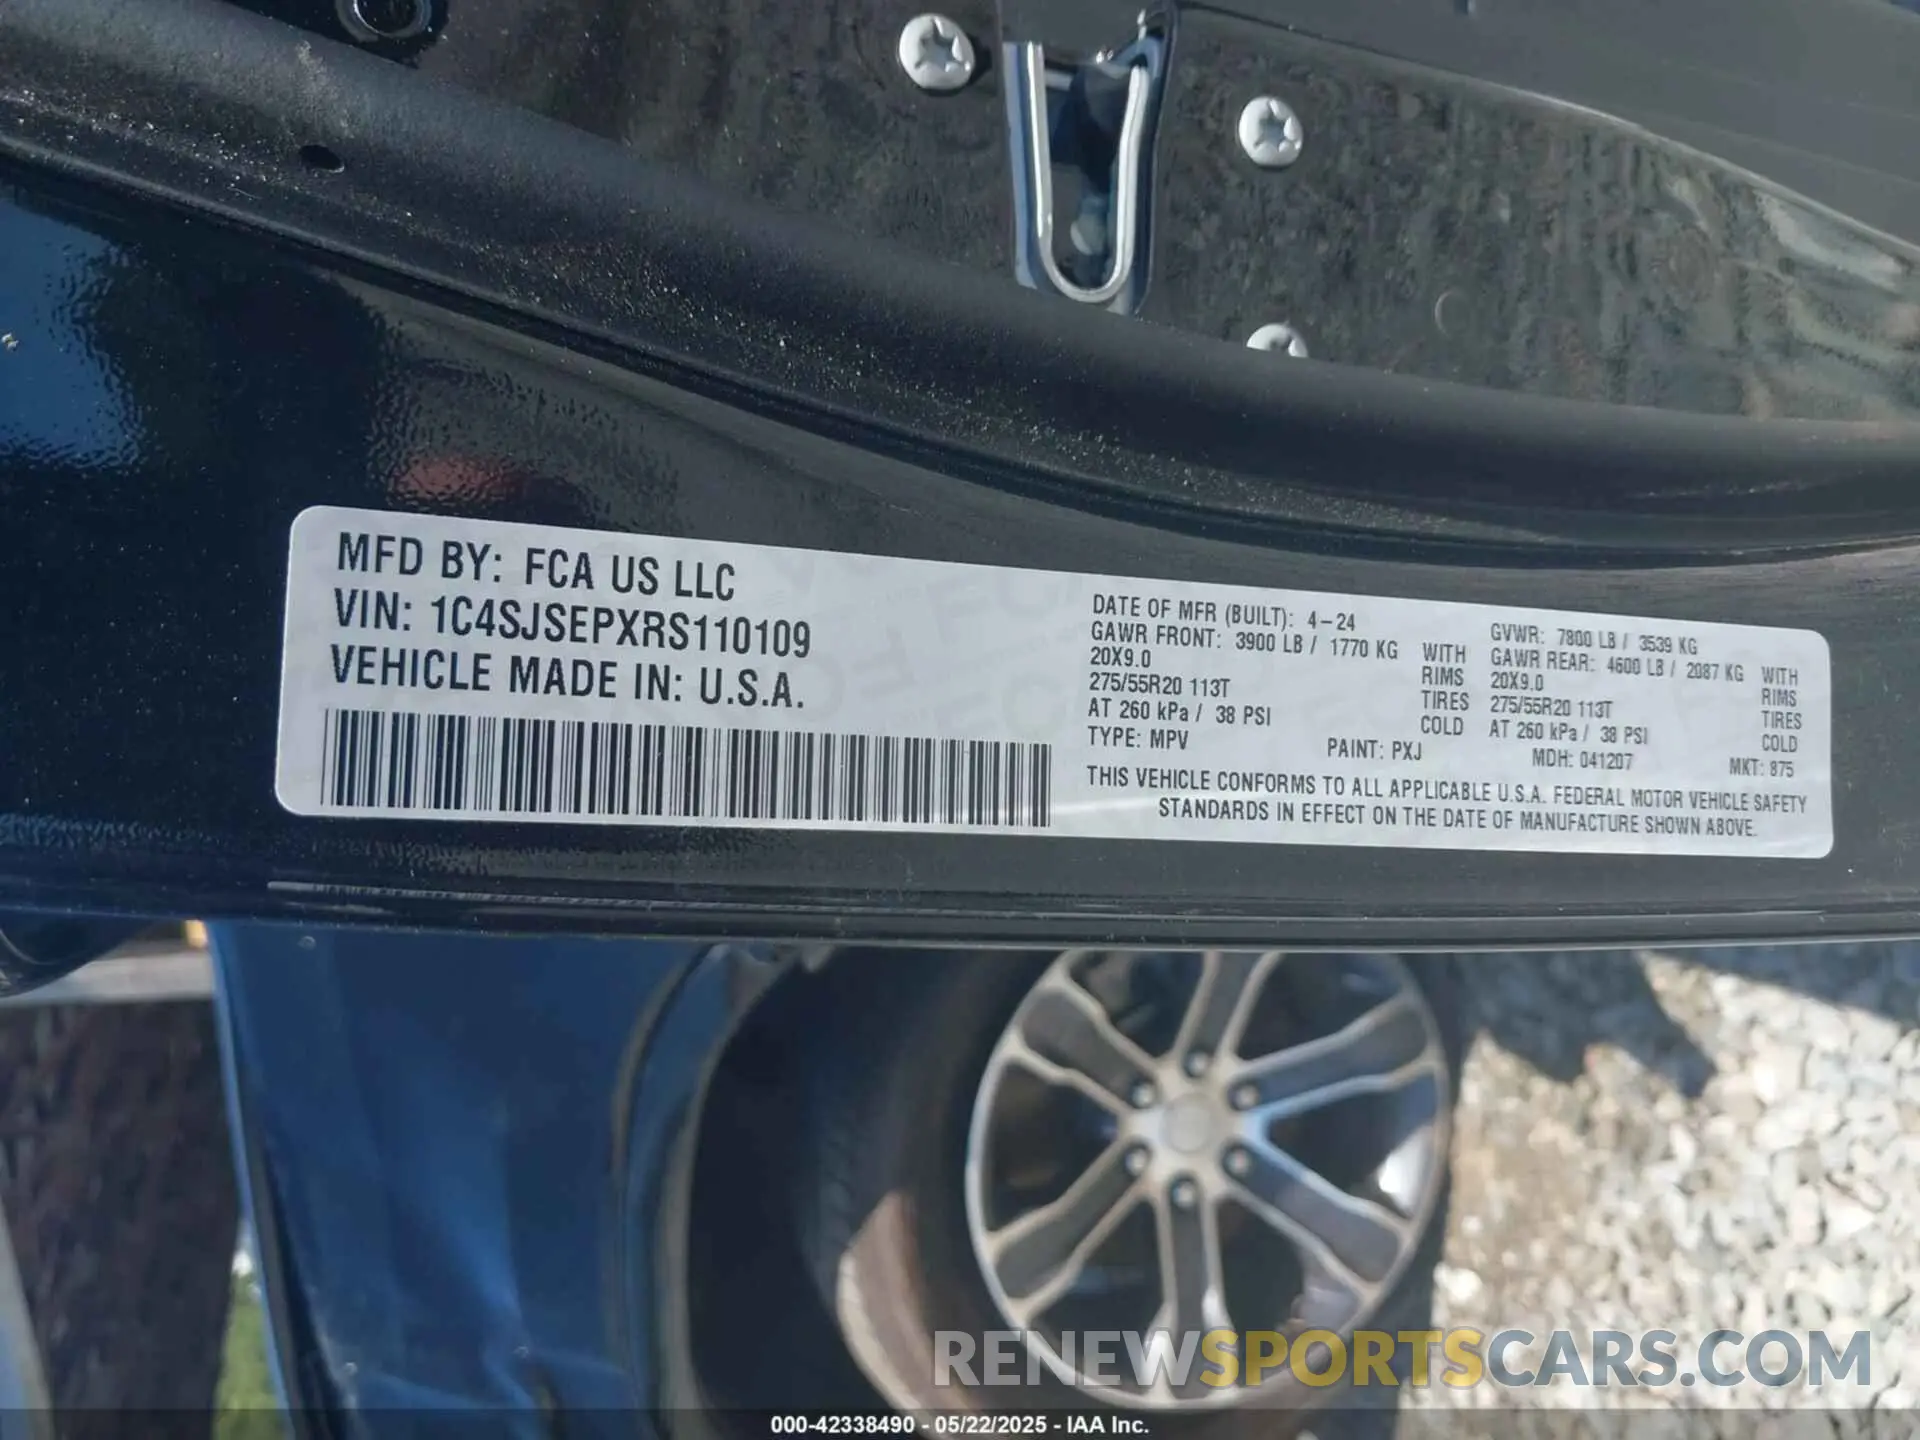 MFD BY: FCA US LLC
VIN: 1C4SJSEPXRS110109
VEHICLE MADE IN: U.S.A.
DATE OF MFR (BUILT): 4-24
GAWR FRONT: 3900 LB / 1770 KG WITH
20X9.0 RIMS
275/55R20 113T TIRES
AT 260 kPa / 38 PSI COLD
GVWR: 7800 LB / 3539 KG
GAWR REAR: 4600 LB / 2087 KG WITH
20X9.0 RIMS
275/55R20 113T TIRES
AT 260 kPa / 38 PSI COLD
TYPE: MPV PAINT: PXJ MDH: 041207 MKT: 875
THIS VEHICLE CONFORMS TO ALL APPLICABLE U.S.A. FEDERAL MOTOR VEHICLE SAFETY
STANDARDS IN EFFECT ON THE DATE OF MANUFACTURE SHOWN ABOVE.
RENEWSPORTSCARS.COM
000-42338490 - 05/22/2025 - IAA Inc.